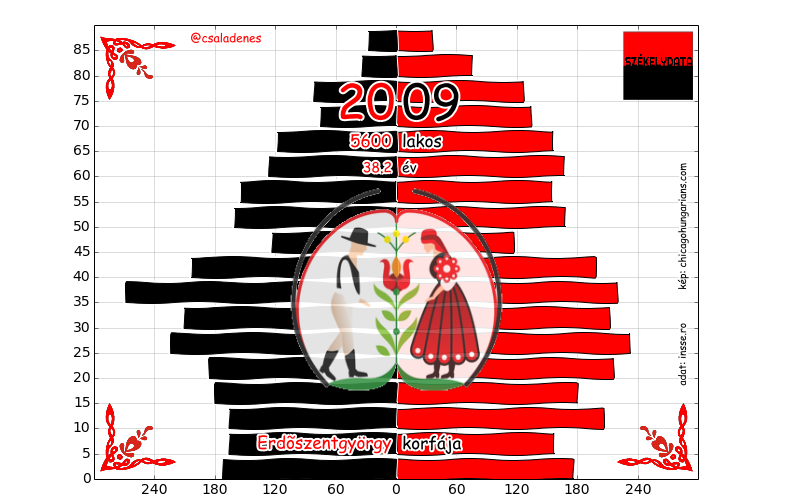 @csaladenes
SZÉKELYDATA
2009
5600 lakos
38.2 év
kép: chicagohungarians.com
adat: insse.ro
Erdőszentgyörgy korfája
85
80
75
70
65
60
55
50
45
40
35
30
25
20
15
10
5
0
240 180 120 60 0 60 120 180 240